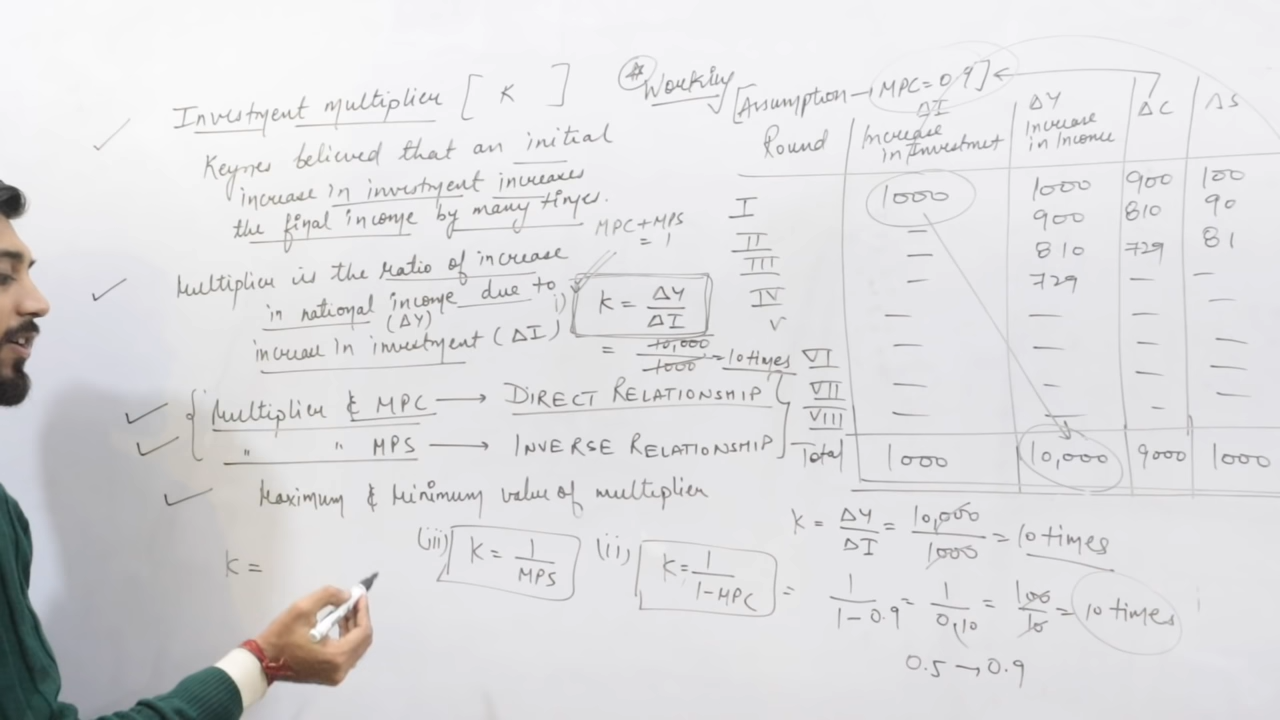 Investment multiplier [ K ]
Keynes believed that an initial
increase in investment increases
the final income by many times.
MPC+MPS
= 1
Multiplier is the ratio of increase
in national income due to
(ΔY)
increase in investment (ΔI)
i) K = ΔY/ΔI
= 10,000/1000 = 10 times
Multiplier & MPC → DIRECT RELATIONSHIP
" " MPS → INVERSE RELATIONSHIP
Maximum & Minimum value of multiplier
K =
(iii) K = 1/MPS (ii) K = 1/1-MPC
Working
[Assumption → MPC = 0.9]
ΔI ΔY ΔC ΔS
Round Increase in Investment Increase in Income
I 1000 1000 900 100
II — 900 810 90
III — 810 729 81
IV — 729 — —
V — — — —
VI — — — —
VII — — — —
VIII — — — —
Total 1000 10,000 9000 1000
K = ΔY/ΔI = 10,000/1000 = 10 times
= 1/1-0.9 = 1/0.10 = 100/10 = 10 times
0.5 → 0.9